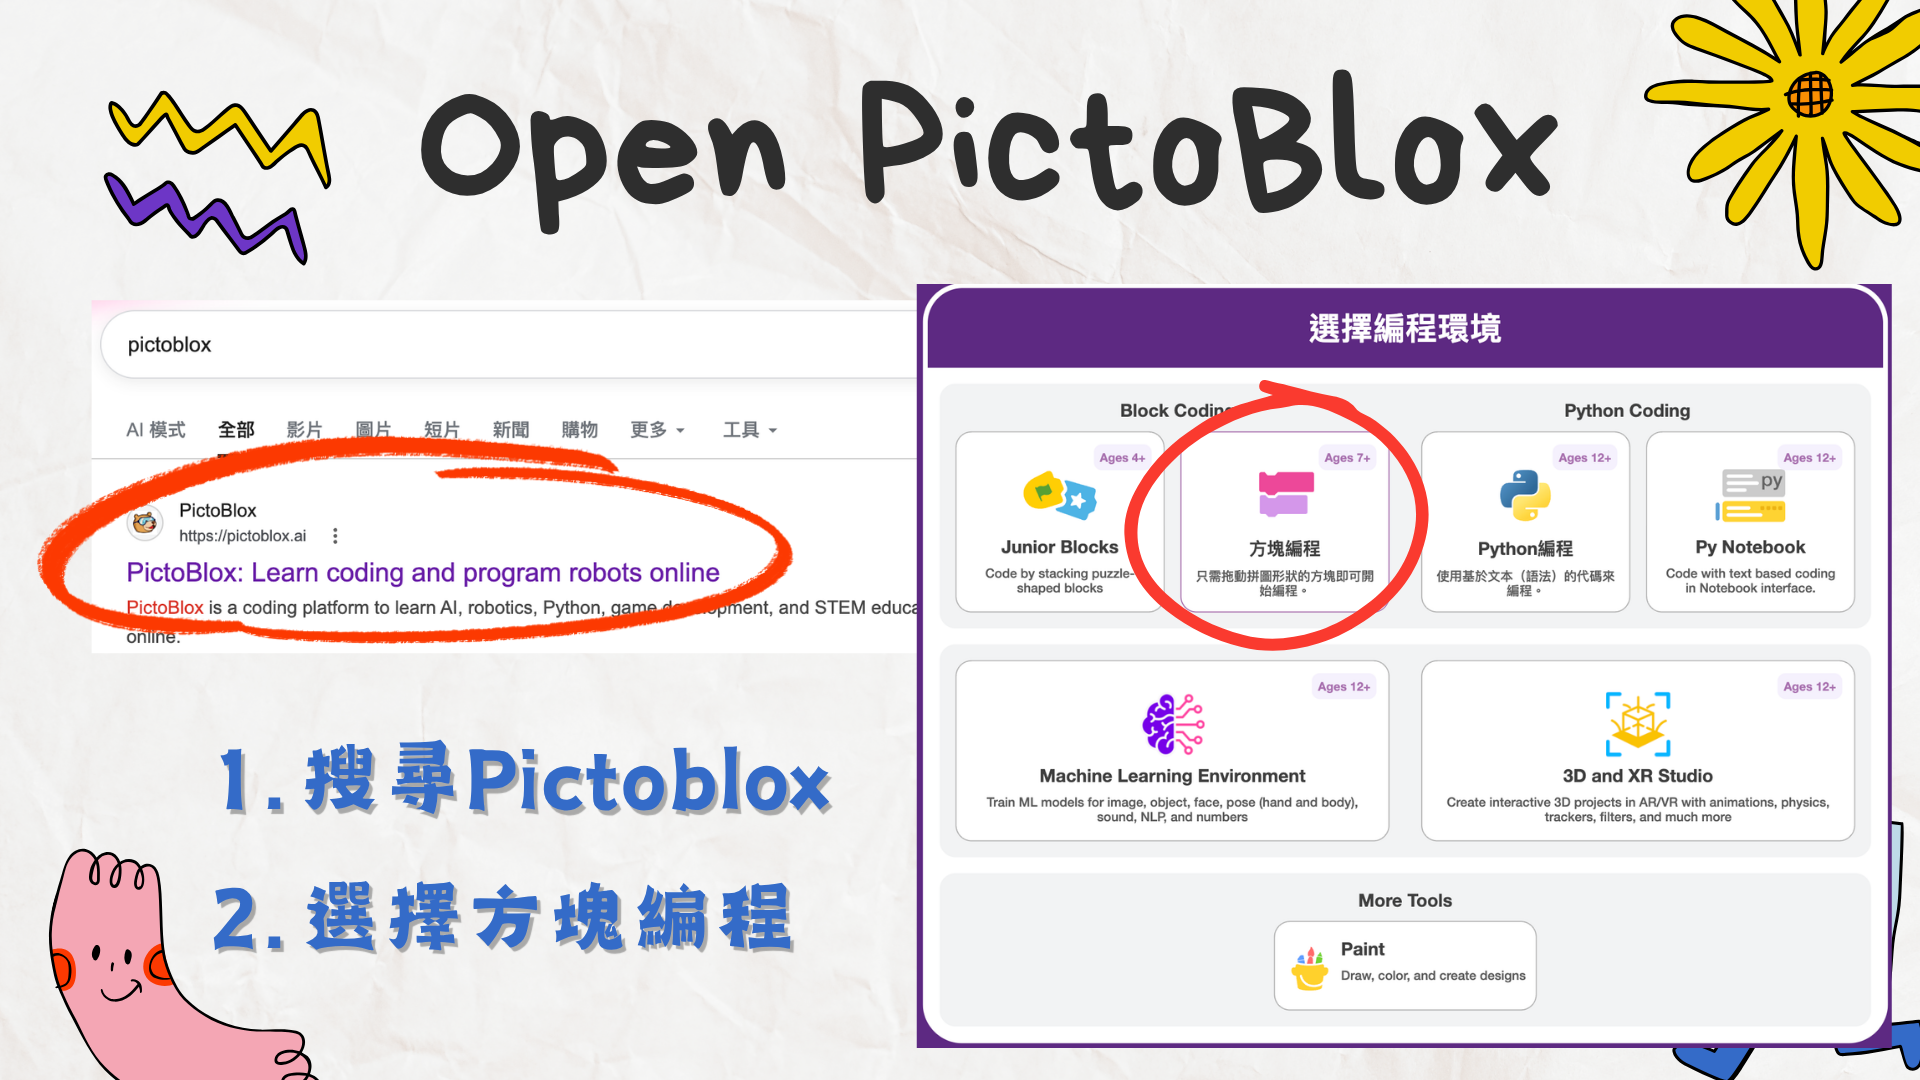 Open PictoBlox
pictoblox
AI 模式 全部 影片 圖片 短片 新聞 購物 更多 工具
PictoBlox
https://pictoblox.ai
PictoBlox: Learn coding and program robots online
PictoBlox is a coding platform to learn AI, robotics, Python, game development, and STEM educa
online.
1. 搜尋Pictoblox
2. 選擇方塊編程
選擇編程環境
Block Coding
Ages 4+
Junior Blocks
Code by stacking puzzle-
shaped blocks
Ages 7+
方塊編程
只需拖動拼圖形狀的方塊即可開
始編程。
Python Coding
Ages 12+
Python編程
使用基於文本（語法）的代碼來
編程。
Ages 12+
py
Py Notebook
Code with text based coding
in Notebook interface.
Ages 12+
Machine Learning Environment
Train ML models for image, object, face, pose (hand and body),
sound, NLP, and numbers
Ages 12+
3D and XR Studio
Create interactive 3D projects in AR/VR with animations, physics,
trackers, filters, and much more
More Tools
Paint
Draw, color, and create designs